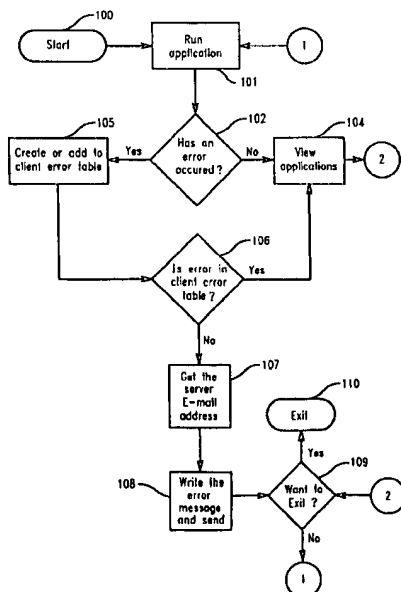 100
Start
Run
application
1
101
105
102
104
Create or add to
client error table
Yes
Has an
error
occured ?
No
View
applications
2
106
Is error in
client error
table ?
Yes
No
107
Get the
server
E-mail
address
110
Exit
Yes
109
108
Write the
error
message
and send
Want to
Exit ?
2
No
1